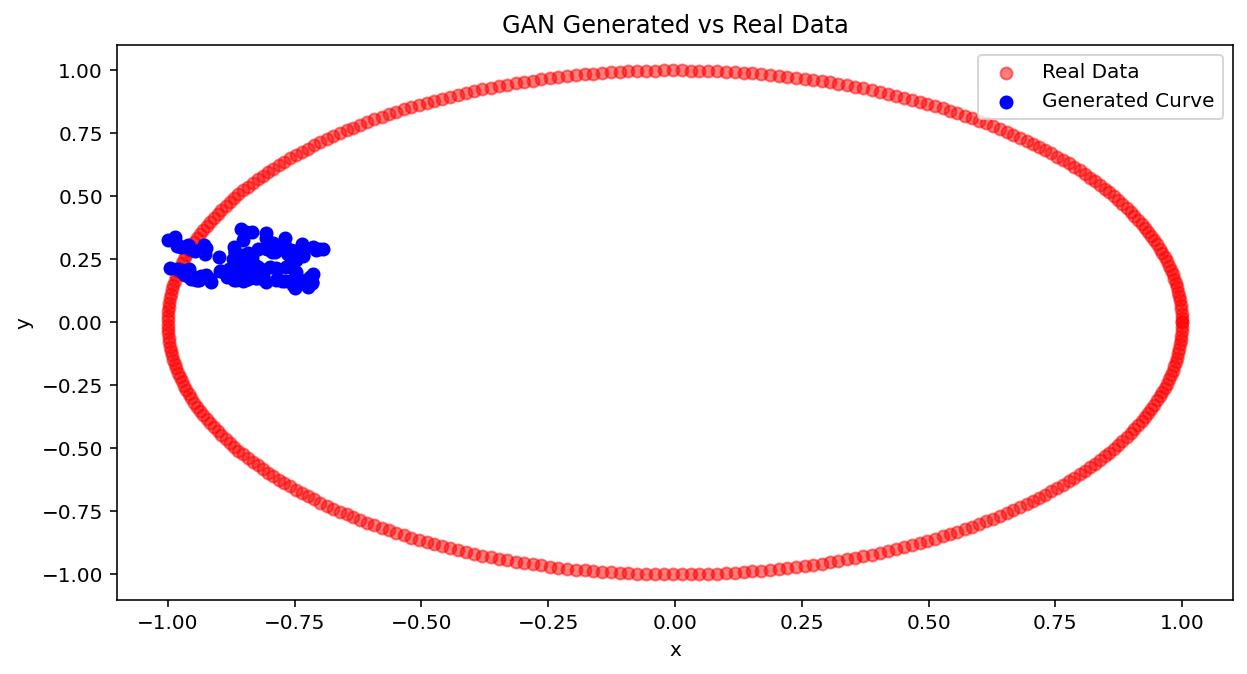 GAN Generated vs Real Data
Real Data
Generated Curve
1.00
0.75
0.50
0.25
0.00
−0.25
−0.50
−0.75
−1.00
y
−1.00 −0.75 −0.50 −0.25 0.00 0.25 0.50 0.75 1.00
x